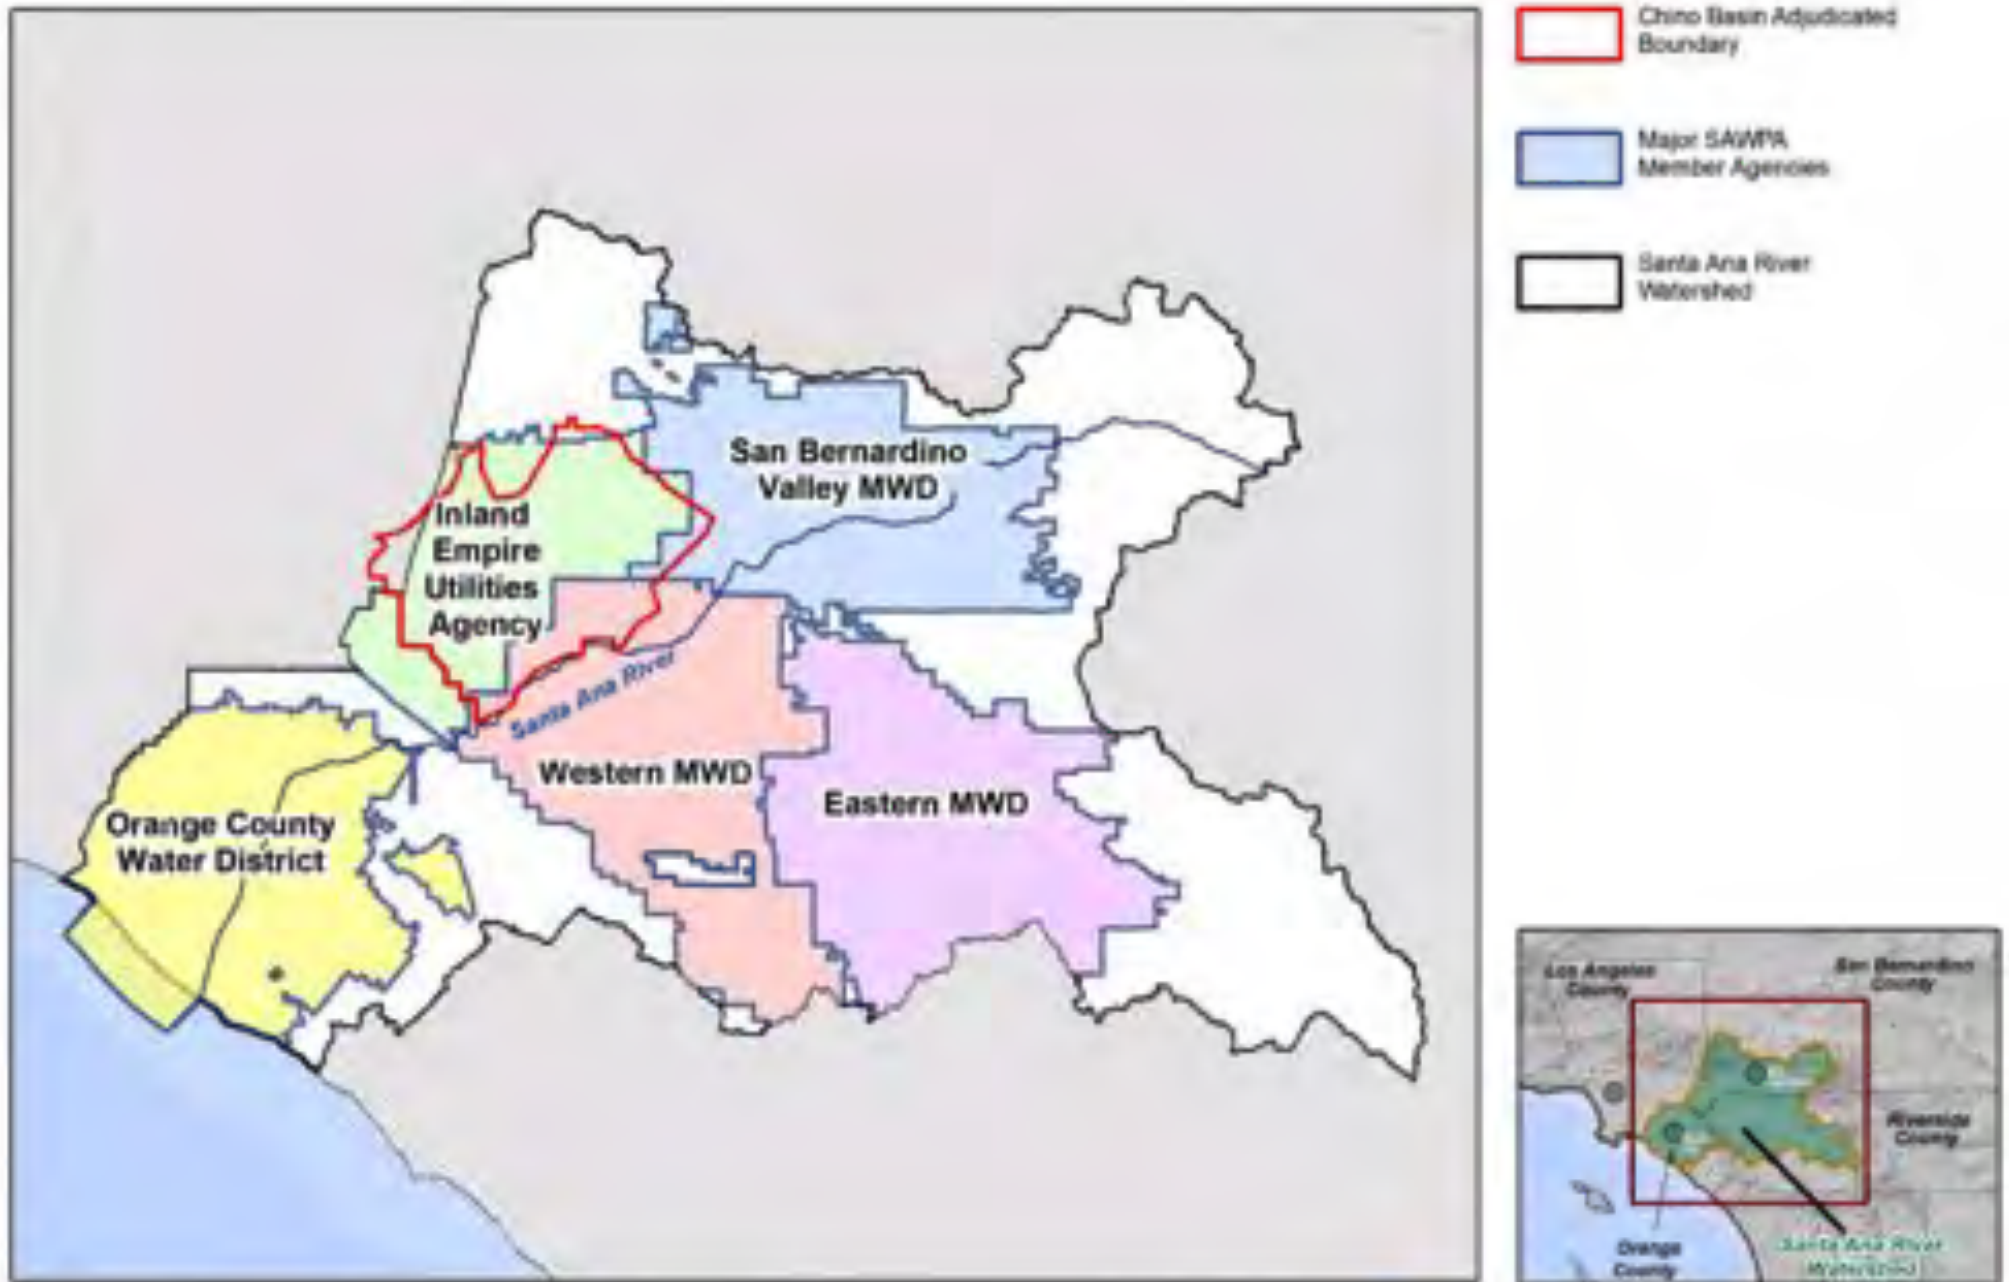 Chino Basin Adjudicated
Boundary
Major SAWPA
Member Agencies
Santa Ana River
Watershed
San Bernardino
Valley MWD
Inland
Empire
Utilities
Agency
Santa Ana River
Western MWD
Eastern MWD
Orange County
Water District
Los Angeles
County
San Bernardino
County
Riverside
County
Orange
County
Santa Ana River
Watershed